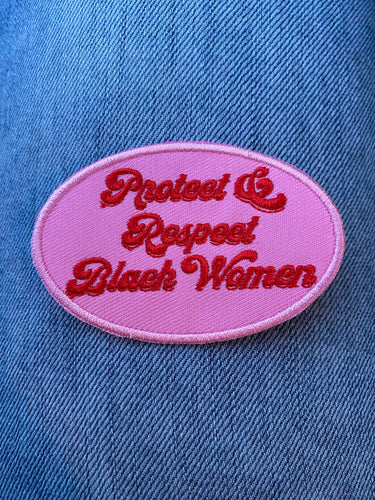 Protect &
Respect
Black Women